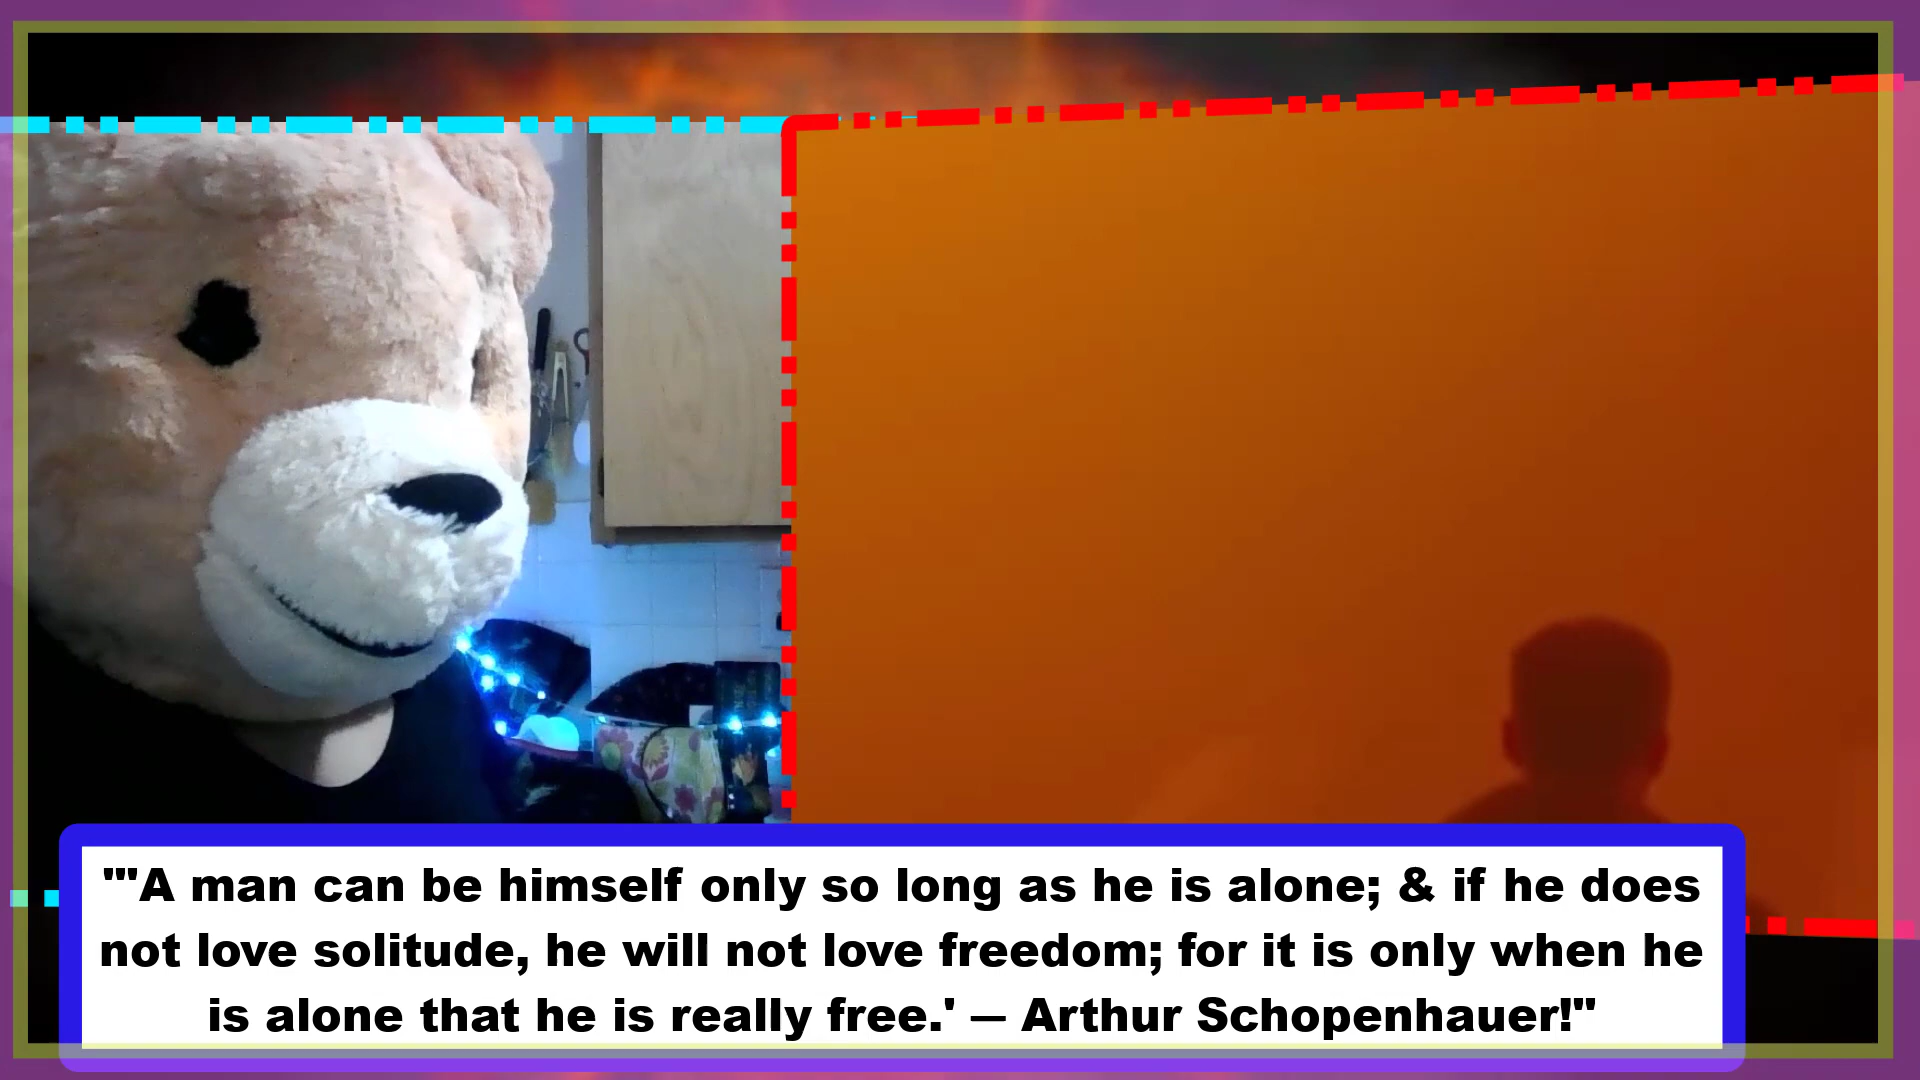 "'A man can be himself only so long as he is alone; & if he does
not love solitude, he will not love freedom; for it is only when he
is alone that he is really free.' — Arthur Schopenhauer!"